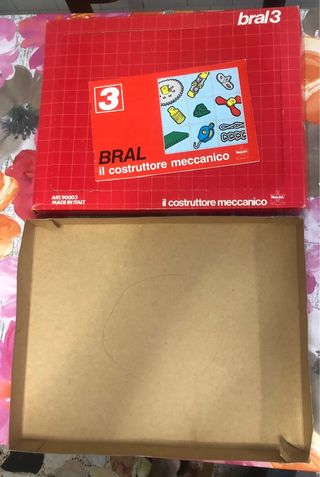 bral3
3
BRAL
il costruttore meccanico
ART. 90003
MADE IN ITALY
il costruttore meccanico